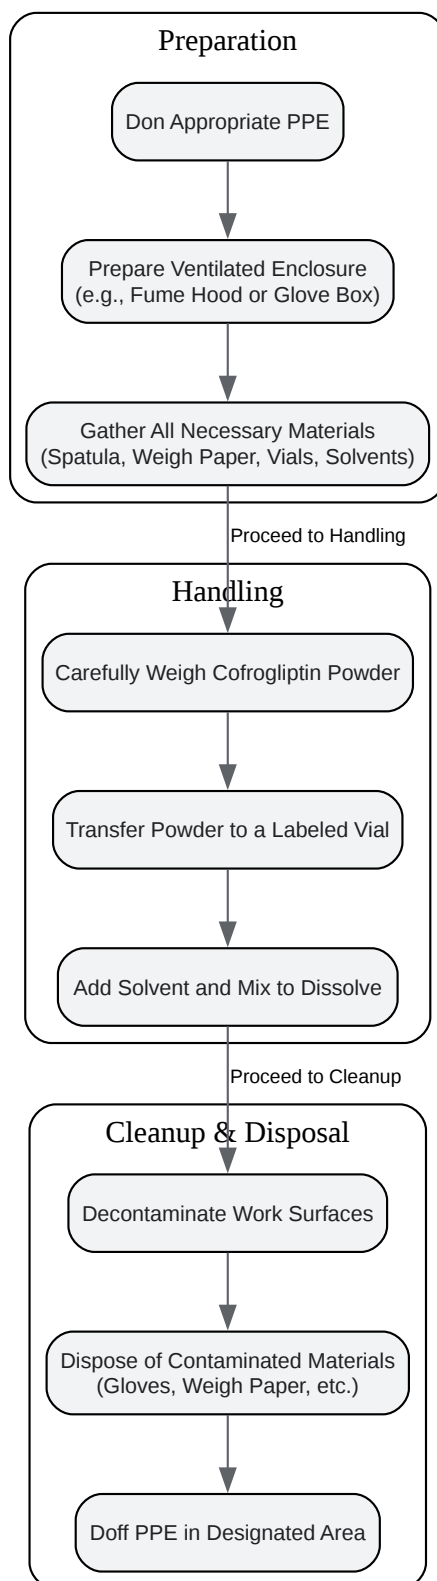 Preparation
Don Appropriate PPE
Prepare Ventilated Enclosure
(e.g., Fume Hood or Glove Box)
Gather All Necessary Materials
(Spatula, Weigh Paper, Vials, Solvents)
Proceed to Handling
Handling
Carefully Weigh Cofrogliptin Powder
Transfer Powder to a Labeled Vial
Add Solvent and Mix to Dissolve
Proceed to Cleanup
Cleanup & Disposal
Decontaminate Work Surfaces
Dispose of Contaminated Materials
(Gloves, Weigh Paper, etc.)
Doff PPE in Designated Area